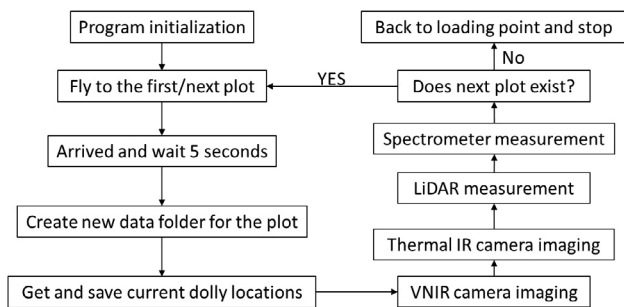 Program initialization
Fly to the first/next plot
Arrived and wait 5 seconds
Create new data folder for the plot
Get and save current dolly locations
VNIR camera imaging
Thermal IR camera imaging
LiDAR measurement
Spectrometer measurement
Does next plot exist?
YES
No
Back to loading point and stop